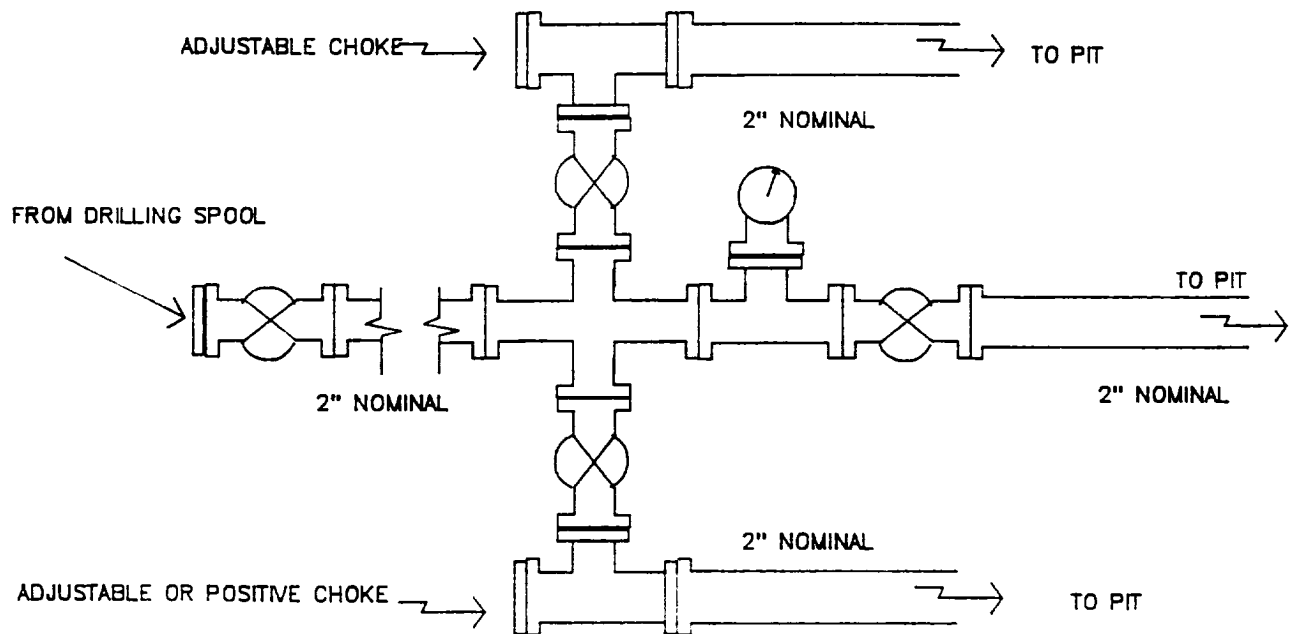 ADJUSTABLE CHOKE
TO PIT
2" NOMINAL
FROM DRILLING SPOOL
TO PIT
2" NOMINAL
2" NOMINAL
2" NOMINAL
ADJUSTABLE OR POSITIVE CHOKE
TO PIT